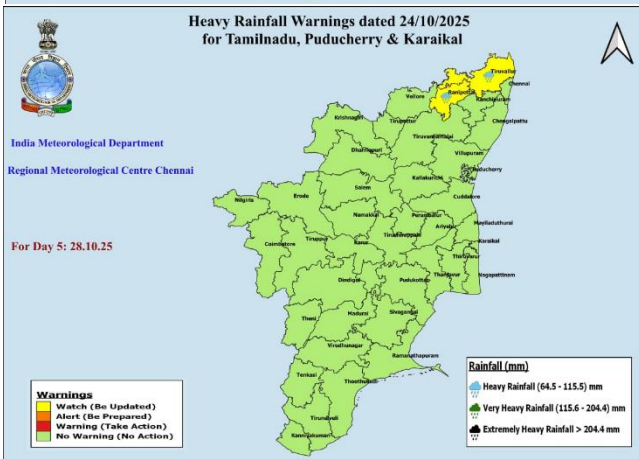 Heavy Rainfall Warnings dated 24/10/2025
for Tamilnadu, Puducherry & Karaikal
India Meteorological Department
Regional Meteorological Centre Chennai
For Day 5: 28.10.25
Tiruvallur
Chennai
Ranipet
Vellore
Kanchipuram
Chengalpattu
Krishnagiri
Tirupattur
Tiruvannamalai
Dharmapuri
Villupuram
Puducherry
Kallakurichi
Salem
Cuddalore
Nilgiris
Erode
Namakkal
Perambalur
Ariyalur
Mayiladuthurai
Tiruchirappalli
Karaikal
Coimbatore
Tiruppur
Karur
Thiruvarur
Thanjavur
Nagapattinam
Dindigul
Pudukottai
Theni
Madurai
Sivagangai
Virudhunagar
Ramanathapuram
Tenkasi
Thoothukudi
Tirunelveli
Kanniyakumari
Warnings
Watch (Be Updated)
Alert (Be Prepared)
Warning (Take Action)
No Warning (No Action)
Rainfall (mm)
Heavy Rainfall (64.5 - 115.5) mm
Very Heavy Rainfall (115.6 - 204.4) mm
Extremely Heavy Rainfall > 204.4 mm